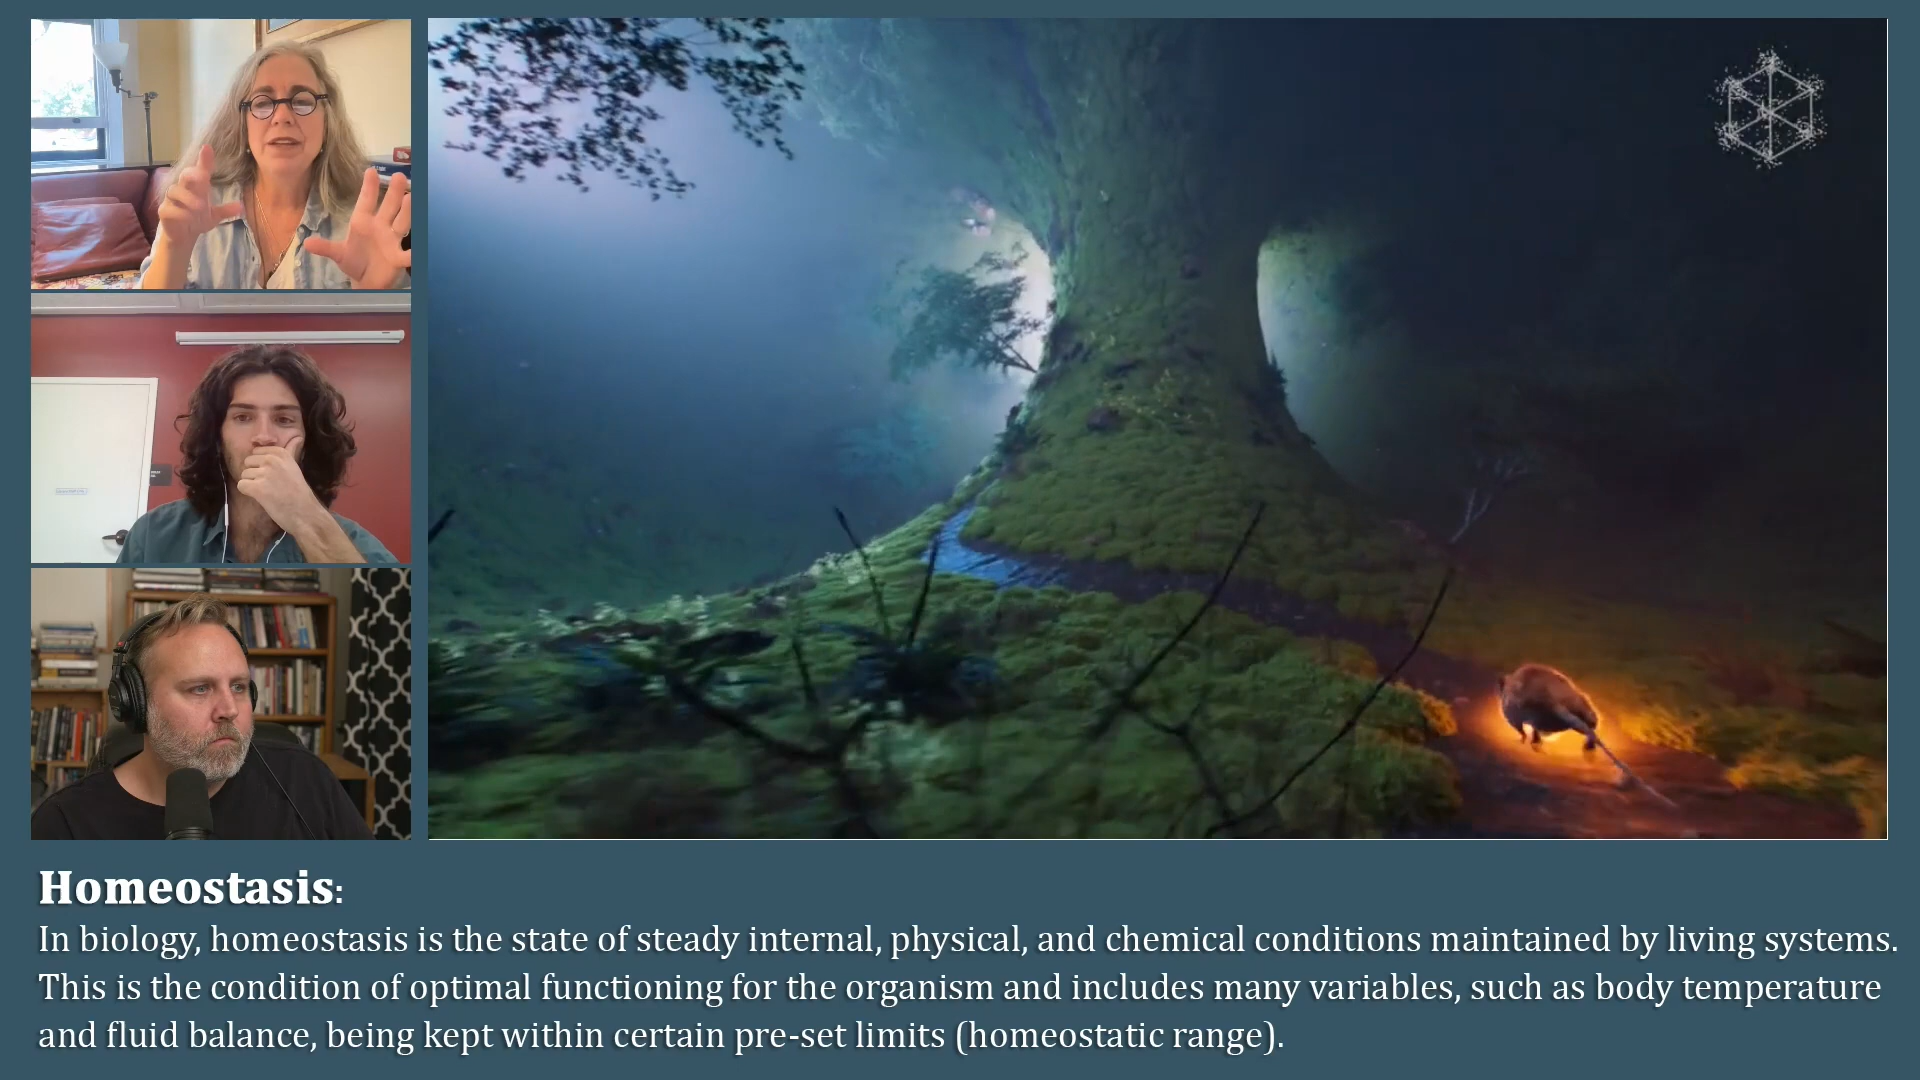 Homeostasis:
In biology, homeostasis is the state of steady internal, physical, and chemical conditions maintained by living systems.
This is the condition of optimal functioning for the organism and includes many variables, such as body temperature
and fluid balance, being kept within certain pre-set limits (homeostatic range).